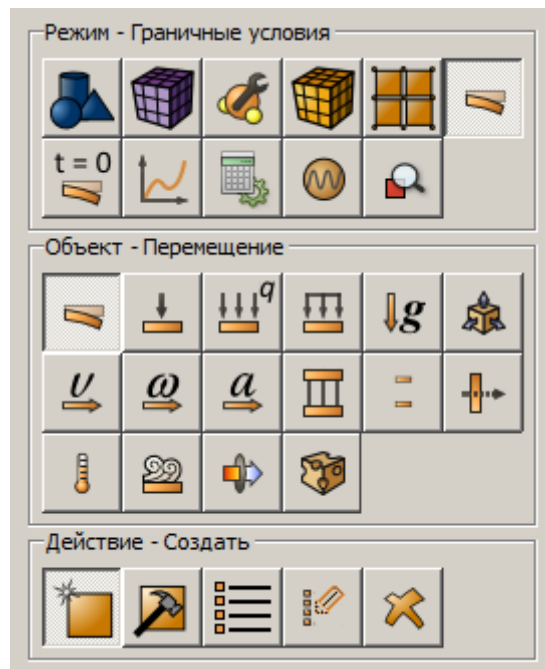 Режим - Граничные условия
t = 0
Объект - Перемещение
q
g
υ
ω
a
Действие - Создать